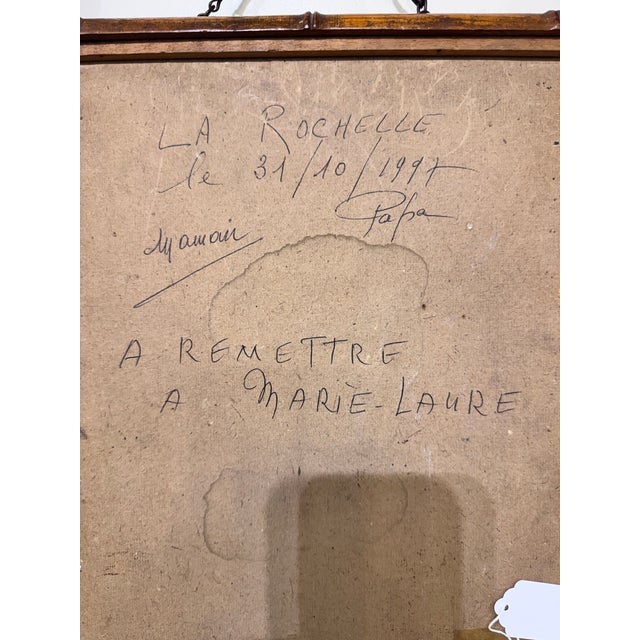 LA ROCHELLE
le 31/10/1997
Papa
Maman
A REMETTRE
A MARIE-LAURE